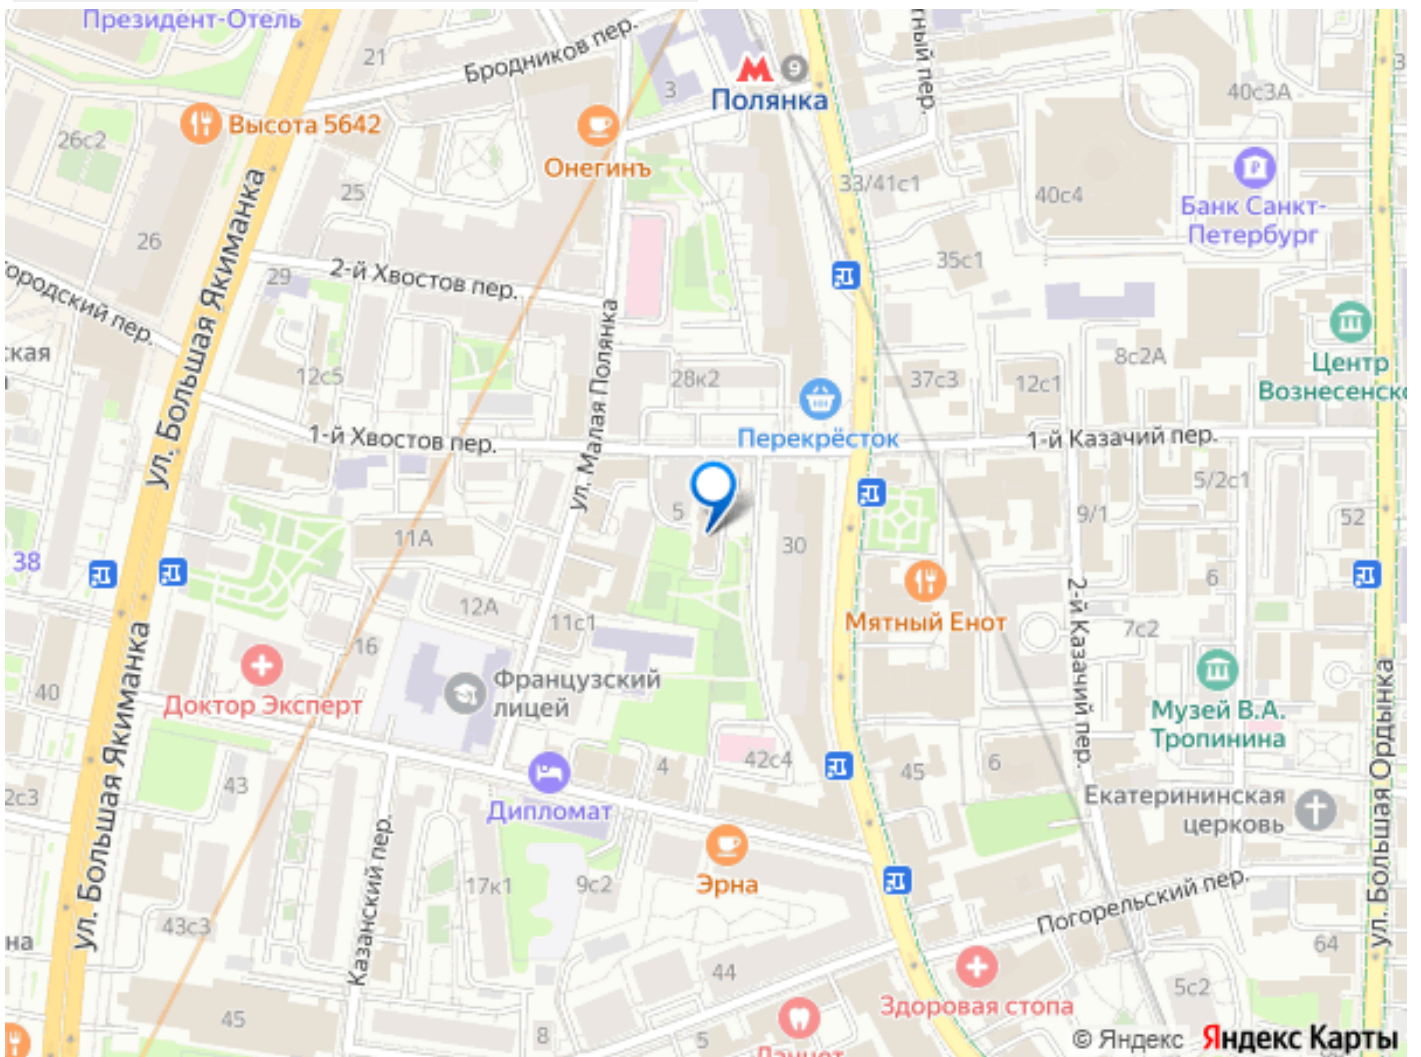 Президент-Отель
21
Бродников пер.
3
9
Полянка
40с3А
26с2
Высота 5642
Онегинъ
25
33/41с1
40с4
Банк Санкт-
Петербург
26
ул. Большая Якиманка
29
2-й Хвостов пер.
35с1
ул. Малая Полянка
8с2А
Центр
12с5
28к2
37с3
12с1
1-й Хвостов пер.
Перекрёсток
1-й Казачий пер.
5/2с1
5
9/1
52
11А
30
38
6
12А
11с1
Мятный Енот
7с2
2-й Казачий пер.
16
Французский
лицей
40
Доктор Эксперт
Музей В.А.
Тропинина
ул. Большая Якиманка
ул. Большая Ордынка
43
4
42с4
45
6
Дипломат
Екатерининская
церковь
2с3
Казанский пер.
Эрна
17к1
9с2
Погорельский пер.
43с3
44
64
Здоровая стопа
5с2
45
8
5
© Яндекс Яндекс Карты